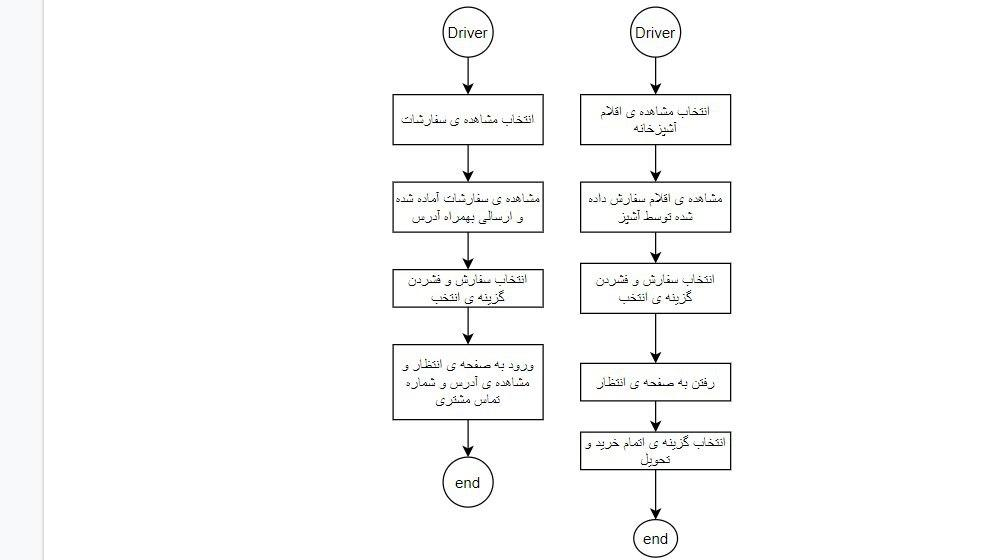 Driver
انتخاب مشاهده ی سفارشات
مشاهده ی سفارشات آماده شده
و ارسالی بهمراه آدرس
انتخاب سفارش و فشردن
گزینه ی انتخب
ورود به صفحه ی انتظار و
مشاهده ی آدرس و شماره
تماس مشتری
end
Driver
انتخاب مشاهده ی اقلام
آشپزخانه
مشاهده ی اقلام سفارش داده
شده توسط آشپز
انتخاب سفارش و فشردن
گزینه ی انتخب
رفتن به صفحه ی انتظار
انتخاب گزینه ی اتمام خرید و
تحویل
end